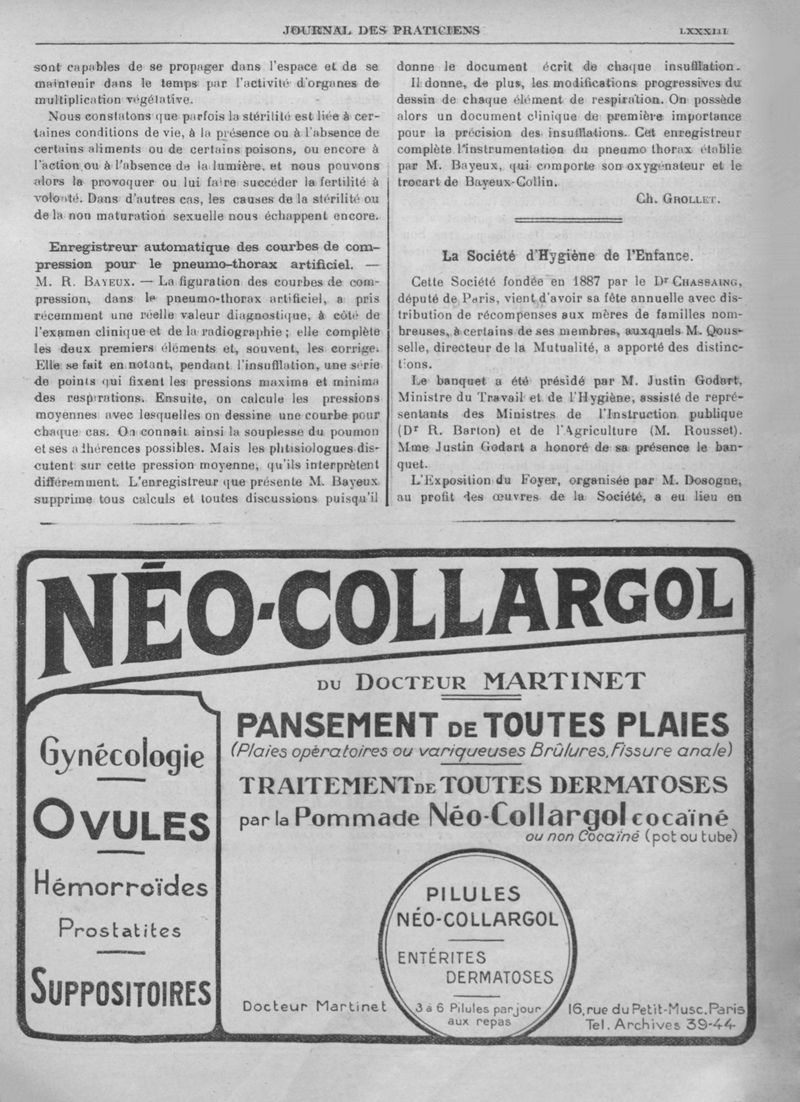 JOURNAL DES PRATICIENS
LXXXIII
sont capables de se propager dans l'espace et de se
maintenir dans le temps par l'activité d'organes de
multiplication végétative.
Nous constatons que parfois la stérilité est liée à cer-
taines conditions de vie, à la présence ou à l'absence de
certains aliments ou de certains poisons, ou encore à
l'action ou à l'absence de la lumière, et nous pouvons
alors la provoquer ou lui faire succéder la fertilité à
volonté. Dans d'autres cas, les causes de la stérilité ou
de la non maturation sexuelle nous échappent encore.
Enregistreur automatique des courbes de com-
pression pour le pneumo-thorax artificiel. —
M. R. BAYEUX. — La figuration des courbes de com-
pression, dans le pneumo-thorax artificiel, a pris
récemment une réelle valeur diagnostique, à côté de
l'examen clinique et de la radiographie ; elle complète
les deux premiers éléments et, souvent, les corrige.
Elle se fait en notant, pendant l'insufflation, une série
de points qui fixent les pressions maxima et minima
des respirations. Ensuite, on calcule les pressions
moyennes avec lesquelles on dessine une courbe pour
chaque cas. On connait ainsi la souplesse du poumon
et ses adhérences possibles. Mais les phtisiologues dis-
cutent sur cette pression moyenne, qu'ils interprètent
différemment. L'enregistreur que présente M. Bayeux
supprime tous calculs et toutes discussions puisqu'il
donne le document écrit de chaque insufflation.
Il donne, de plus, les modifications progressives du
dessin de chaque élément de respiration. On possède
alors un document clinique de première importance
pour la précision des insufflations. Cet enregistreur
complète l'instrumentation du pneumo thorax établie
par M. Bayeux, qui comporte son oxygénateur et le
trocart de Bayeux-Collin.
Ch. GROLLET.
La Société d'Hygiène de l'Enfance.
Cette Société fondée en 1887 par le Dr CHASSAING,
député de Paris, vient d'avoir sa fête annuelle avec dis-
tribution de récompenses aux mères de familles nom-
breuses, à certains de ses membres, auxquels M. Qous-
selle, directeur de la Mutualité, a apporté des distinc-
tions.
Le banquet a été présidé par M. Justin Godart,
Ministre du Travail et de l'Hygiène, assisté de repré-
sentants des Ministres de l'Instruction publique
(Dr R. Barton) et de l'Agriculture (M. Rousset).
Mme Justin Godart a honoré de sa présence le ban-
quet.
L'Exposition du Foyer, organisée par M. Dosogne,
au profit des œuvres de la Société, a eu lieu en
NÉO-COLLARGOL
DU DOCTEUR MARTINET
PANSEMENT DE TOUTES PLAIES
(Plaies opératoires ou variqueuses Brûlures, Fissure anale)
TRAITEMENT DE TOUTES DERMATOSES
par la Pommade Néo-Collargol cocaïné
ou non Cocaïné (pot ou tube)
Gynécologie
OVULES
Hémorroïdes
Prostatites
SUPPOSITOIRES
PILULES
NÉO-COLLARGOL
ENTÉRITES
DERMATOSES
3 à 6 Pilules par jour
aux repas
Docteur Martinet
16, rue du Petit-Musc. Paris
Tel. Archives 39-44